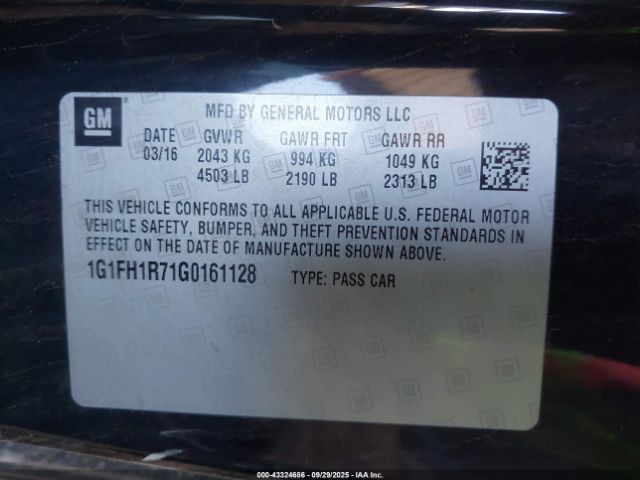 GM ®
MFD BY GENERAL MOTORS LLC
DATE GVWR GAWR FRT GAWR RR
03/16 2043 KG 994 KG 1049 KG
4503 LB 2190 LB 2313 LB
THIS VEHICLE CONFORMS TO ALL APPLICABLE U.S. FEDERAL MOTOR
VEHICLE SAFETY, BUMPER, AND THEFT PREVENTION STANDARDS IN
EFFECT ON THE DATE OF MANUFACTURE SHOWN ABOVE.
1G1FH1R71G0161128 TYPE: PASS CAR
<000-43324686 - 09/29/2025 - IAA Inc.>